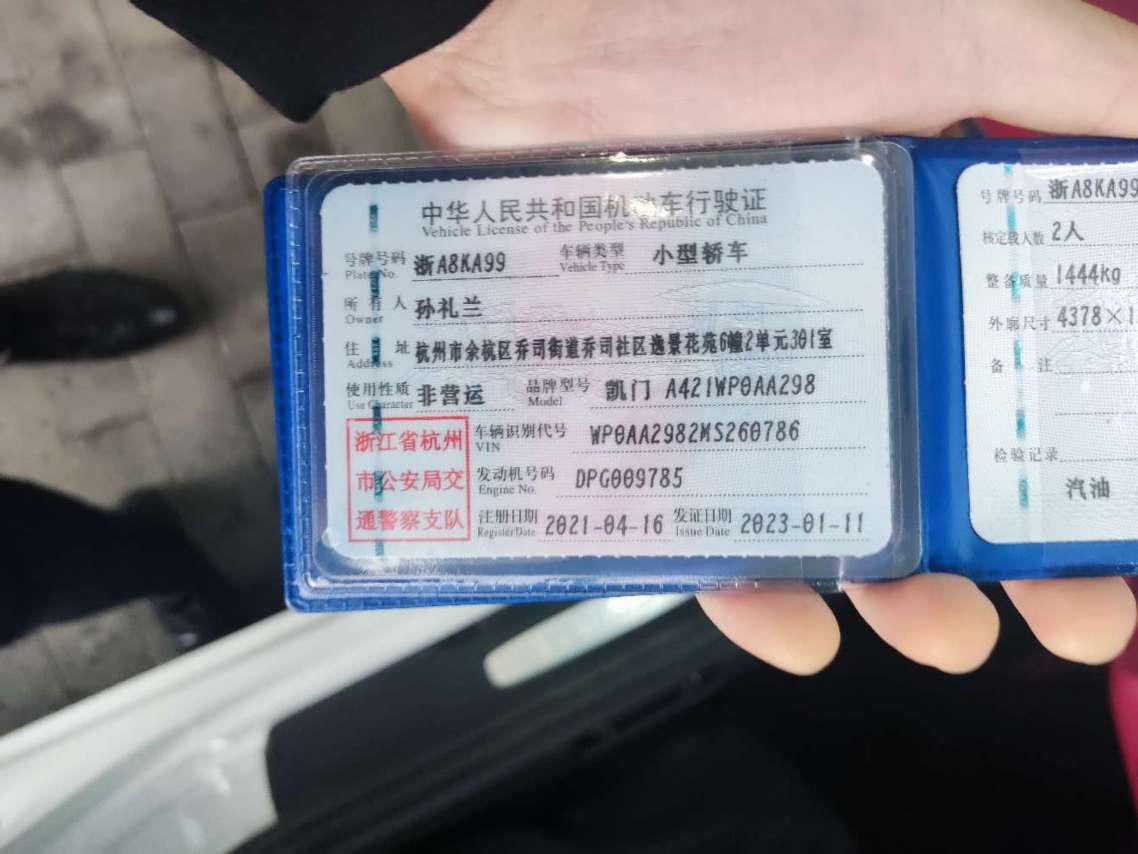 中华人民共和国机动车行驶证
Vehicle License of the People's Republic of China
号牌号码 浙A8KA99 车辆类型 小型轿车
Plate No. Vehicle Type
所有人 孙礼兰
Owner
住址 杭州市余杭区乔司街道乔司社区逸景花苑6幢2单元301室
Address
使用性质 非营运 品牌型号 凯门 A421WP0AA298
Use Character Model
浙江省杭州
市公安局交
通警察支队
车辆识别代号 WP0AA2982MS260786
VIN
发动机号码 DPG009785
Engine No.
注册日期 2021-04-16 发证日期 2023-01-11
Register Date Issue Date
号牌号码 浙A8KA99
核定载人数 2人
整备质量 1444kg
外廓尺寸 4378×1
备注
检验记录
汽油